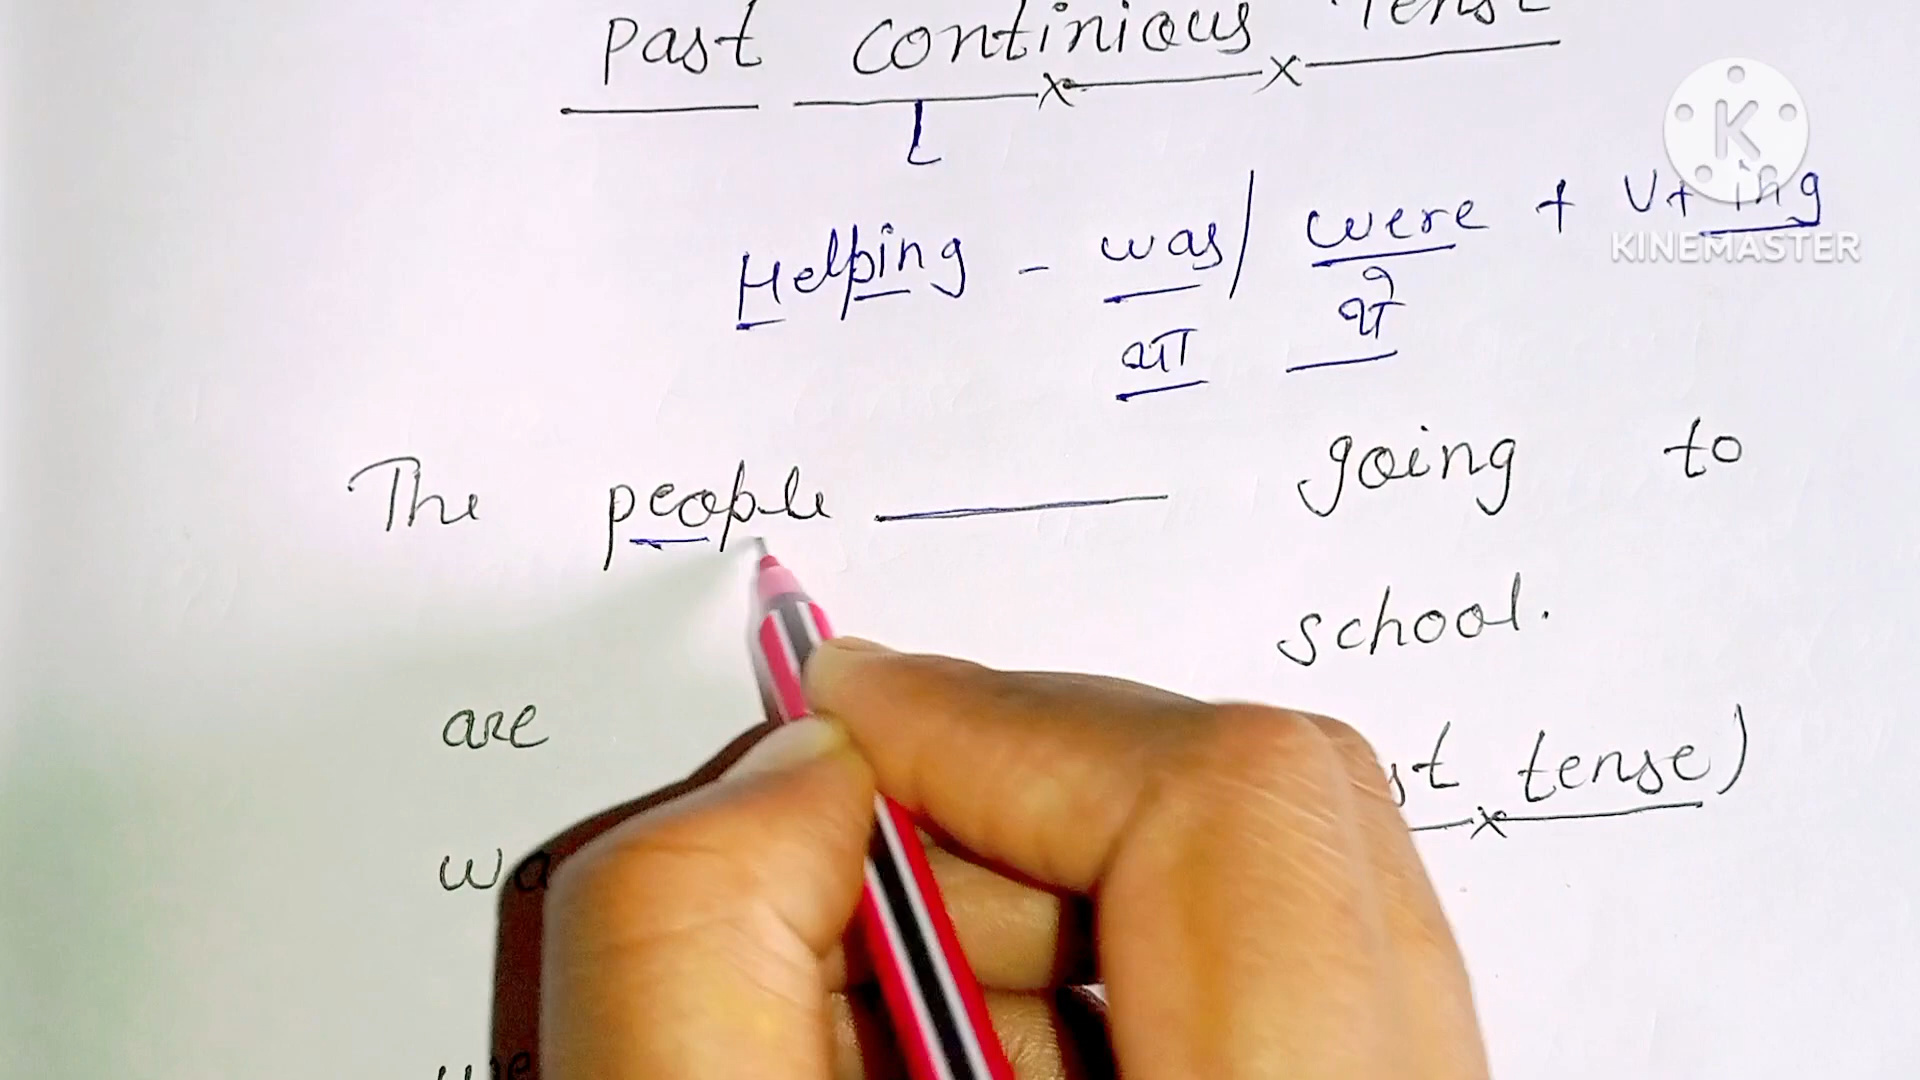 Past continious Tense
Helping - was/ were + V+ing
था थे
KINEMASTER
The people ______ going to
school.
are
tense)